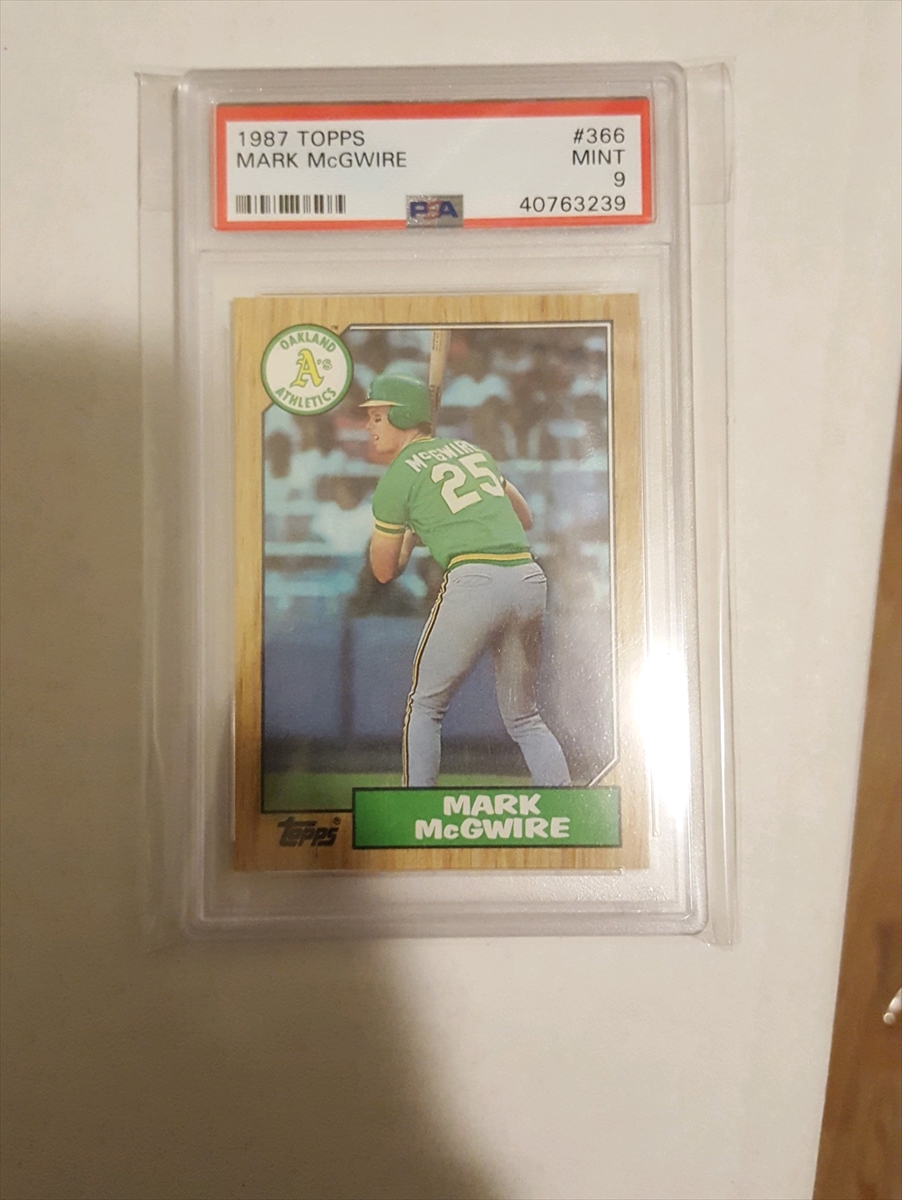 1987 TOPPS #366
MARK McGWIRE MINT
9
PSA 40763239
OAKLAND
A's
ATHLETICS
McGWIRE
25
MARK
McGWIRE
topps®